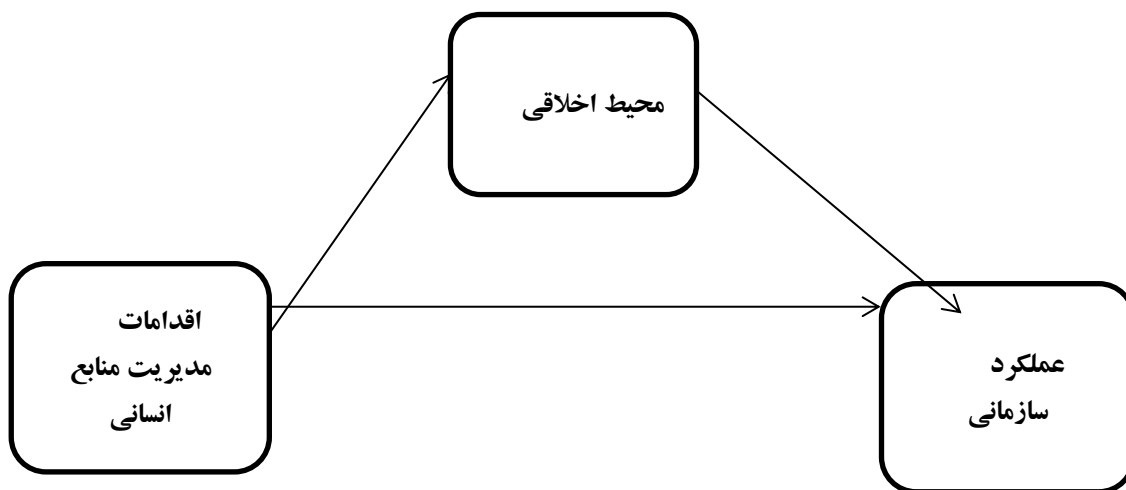 محیط اخلاقی
اقدامات
مدیریت منابع
انسانی
عملکرد
سازمانی